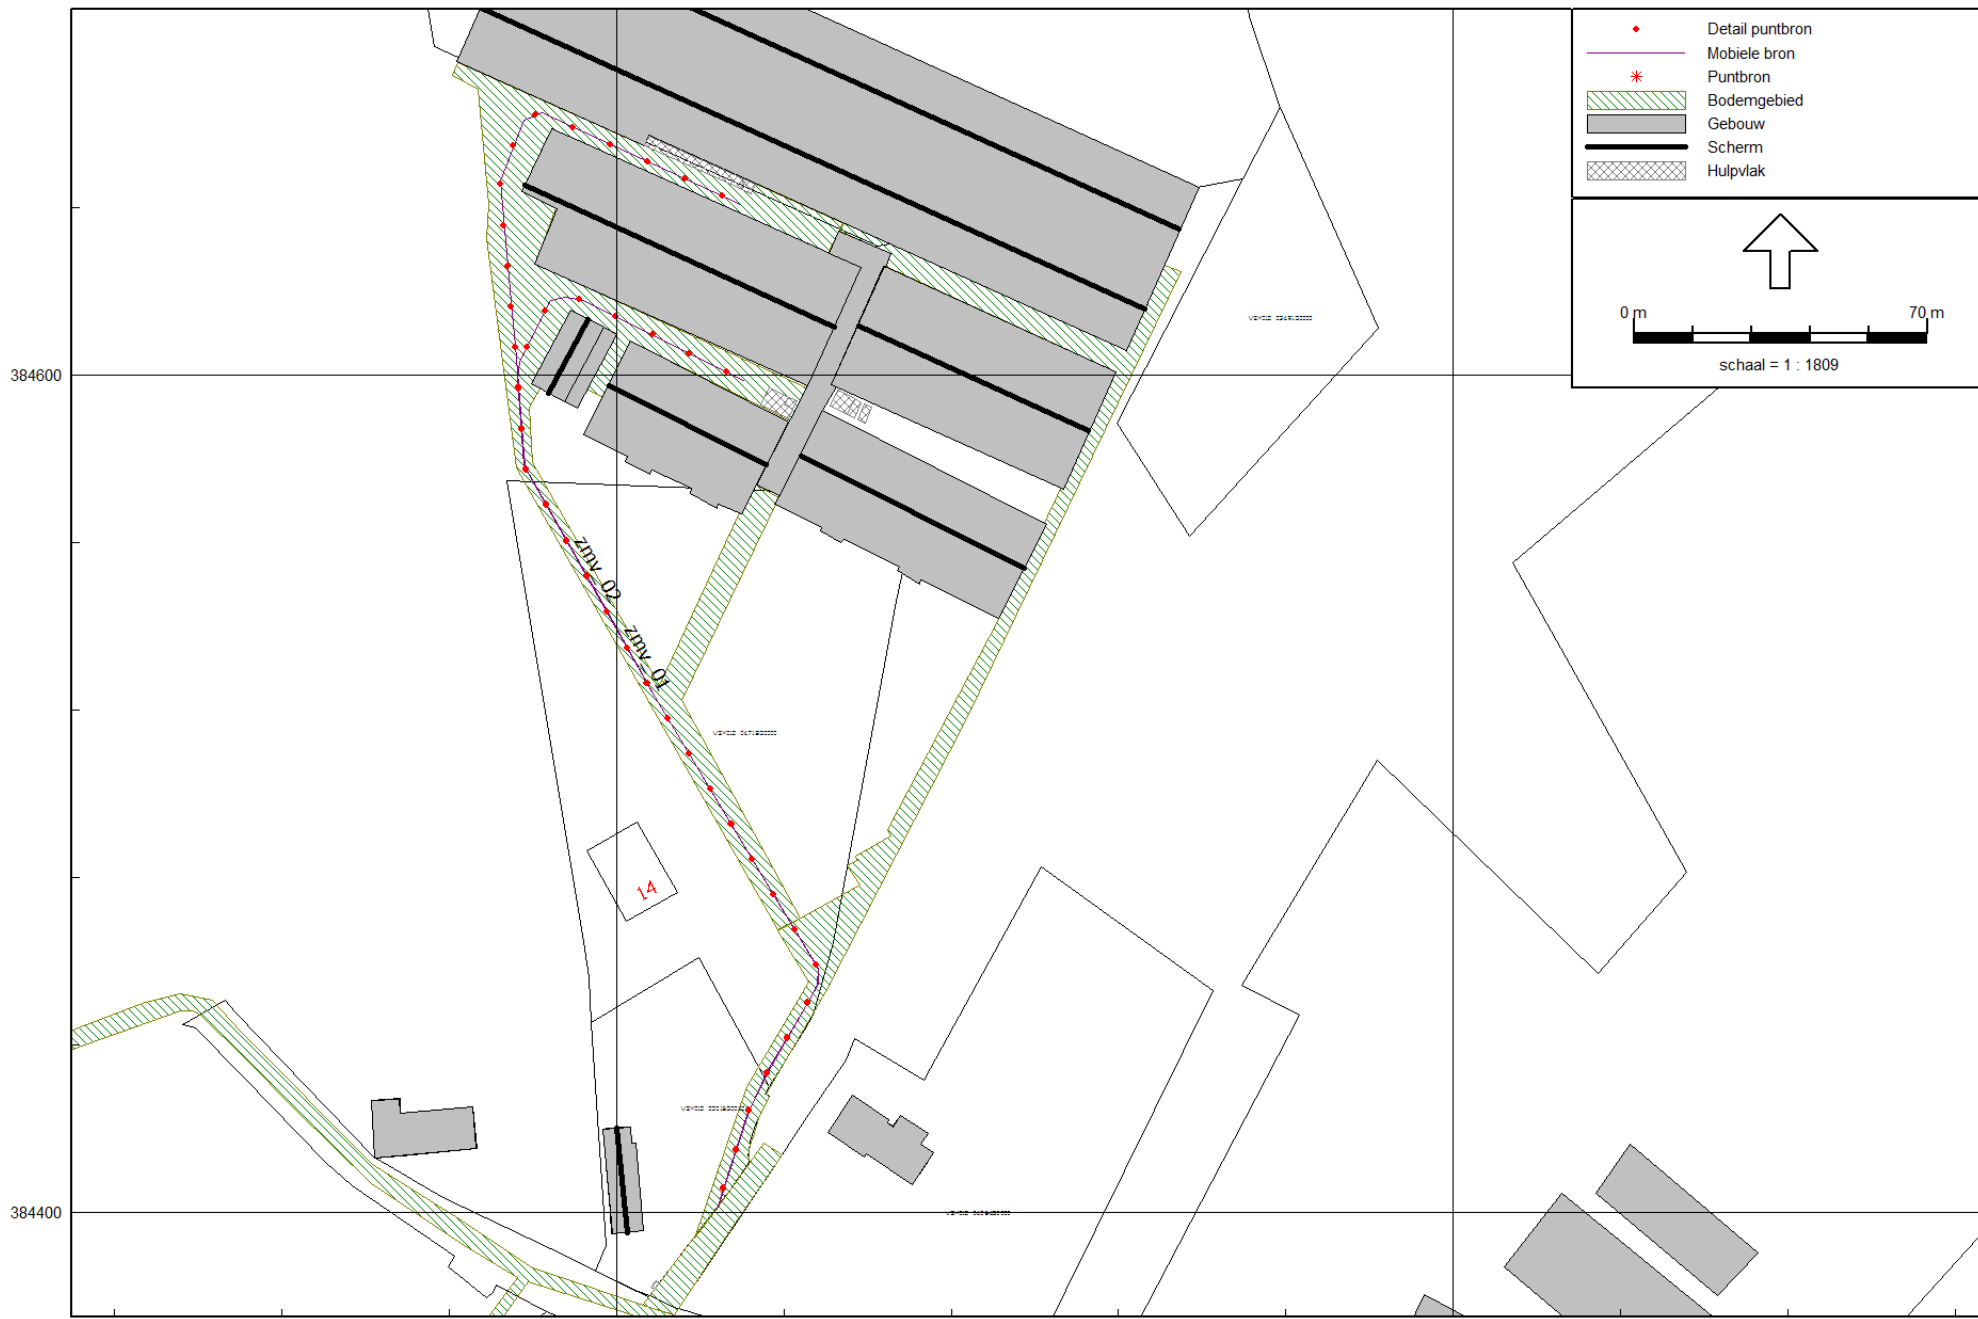 Detail puntbron
Mobiele bron
Puntbron
Bodemgebied
Gebouw
Scherm
Hulpvlak
0 m
70 m
schaal = 1 : 1809
384600
zmv_02
zmv_01
14
384400